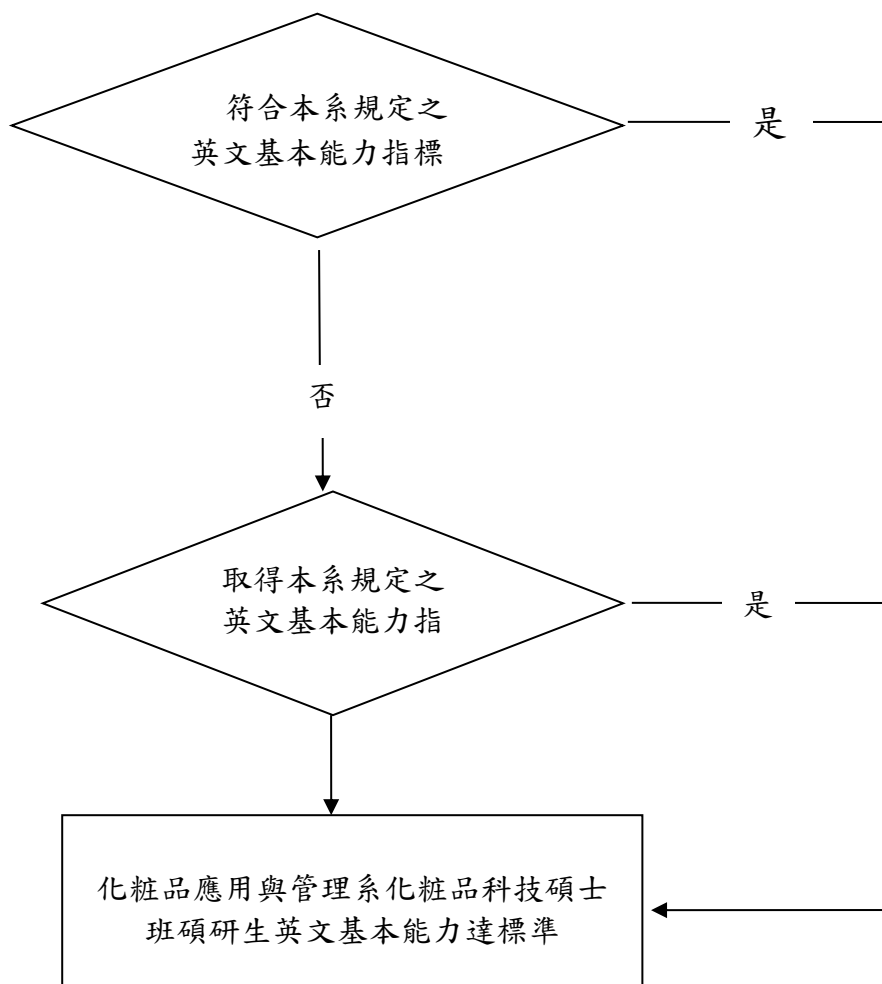 符合本系規定之
英文基本能力指標
是
否
取得本系規定之
英文基本能力指
是
化粧品應用與管理系化粧品科技碩士
班碩研生英文基本能力達標準